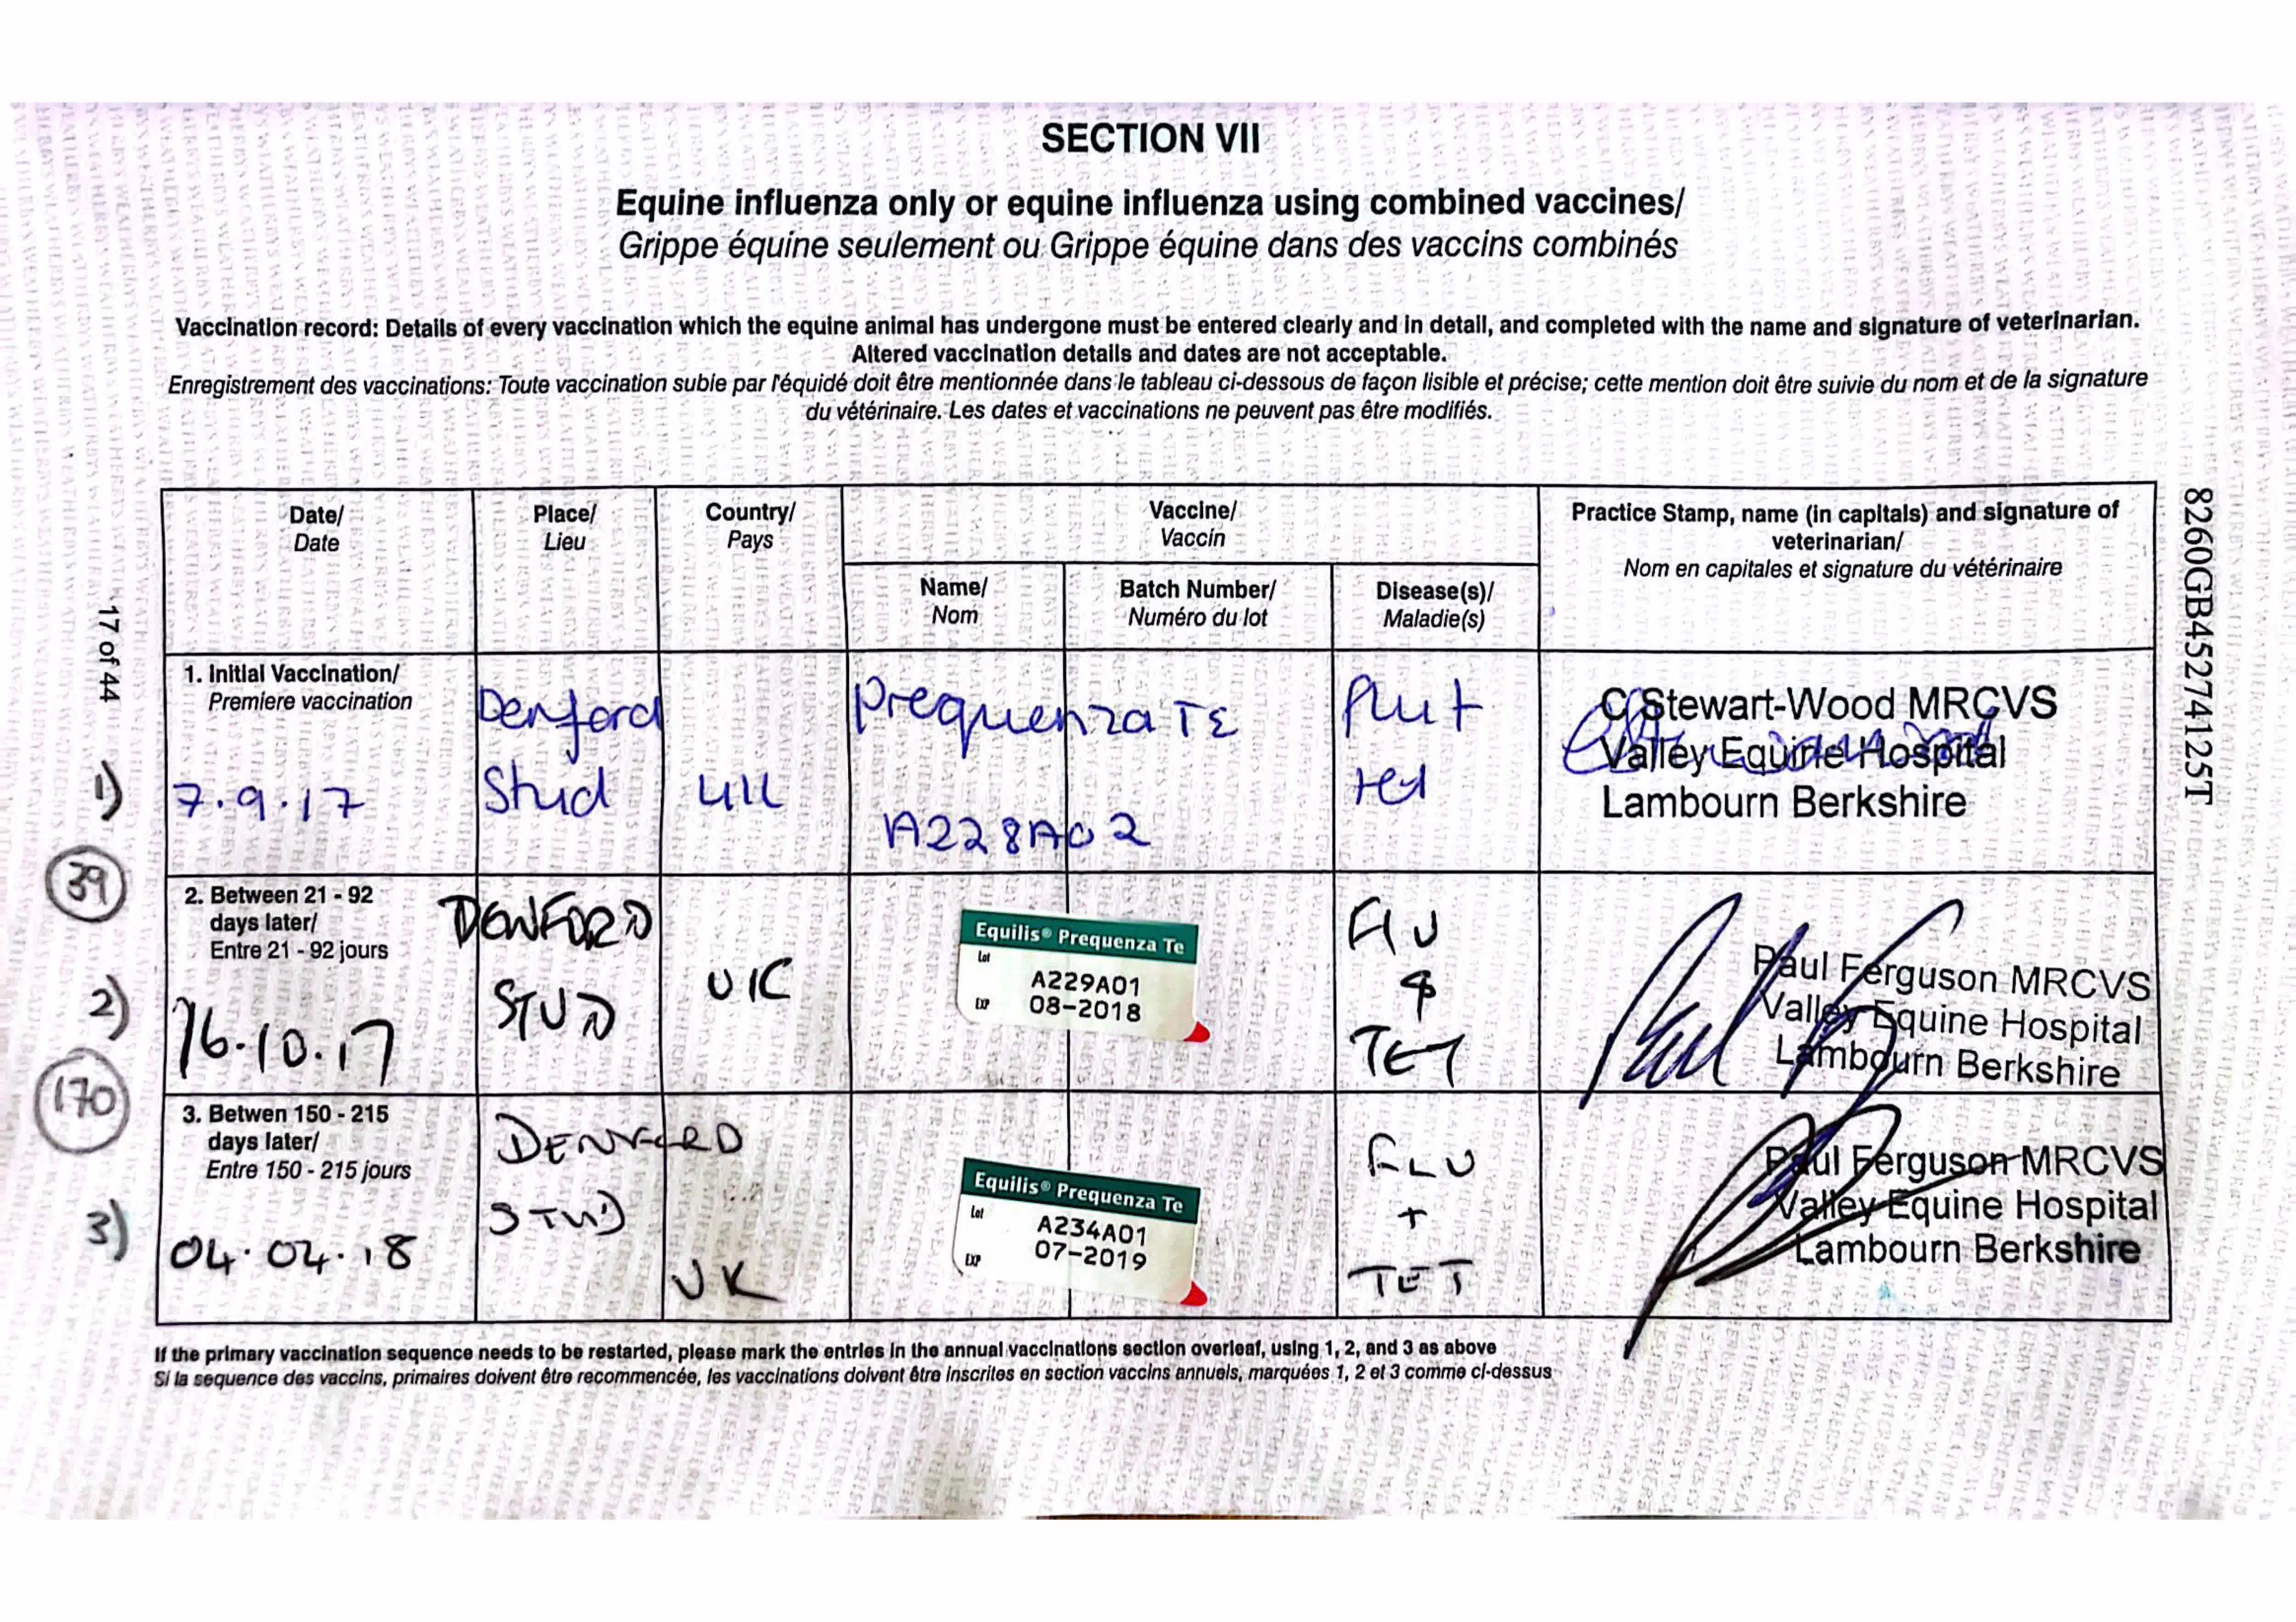 SECTION VII
Equine influenza only or equine influenza using combined vaccines/
Grippe équine seulement ou Grippe équine dans des vaccins combinés
Vaccination record: Details of every vaccination which the equine animal has undergone must be entered clearly and in detail, and completed with the name and signature of veterinarian.
Altered vaccination details and dates are not acceptable.
Enregistrement des vaccinations: Toute vaccination subie par l'équidé doit être mentionnée dans le tableau ci-dessous de façon lisible et précise; cette mention doit être suivie du nom et de la signature
du vétérinaire. Les dates et vaccinations ne peuvent pas être modifiés.
Date/
Date
Place/
Lieu
Country/
Pays
Vaccine/
Vaccin
Name/
Nom
Batch Number/
Numéro du lot
Disease(s)/
Maladie(s)
Practice Stamp, name (in capitals) and signature of
veterinarian/
Nom en capitales et signature du vétérinaire
1. Initial Vaccination/
Premiere vaccination
1)
7.9.17
Denford
Stud
UK
Prequenza TE
A228A02
Flu +
tet
C Stewart-Wood MRCVS
Valley Equine Hospital
Lambourn Berkshire
39
2. Between 21 - 92
days later/
Entre 21 - 92 jours
2)
16.10.17
DENFORD
STUD
UK
Equilis® Prequenza Te
Lot
A229A01
EXP
08-2018
FLU
&
TET
Paul Ferguson MRCVS
Valley Equine Hospital
Lambourn Berkshire
170
3. Betwen 150 - 215
days later/
Entre 150 - 215 jours
3)
04.04.18
DENFORD
STUD
UK
Equilis® Prequenza Te
Lot
A234A01
EXP
07-2019
FLU
+
TET
Paul Ferguson MRCVS
Valley Equine Hospital
Lambourn Berkshire
If the primary vaccination sequence needs to be restarted, please mark the entries in the annual vaccinations section overleaf, using 1, 2, and 3 as above
Si la sequence des vaccins, primaires doivent être recommencée, les vaccinations doivent être inscrites en section vaccins annuels, marquées 1, 2 et 3 comme ci-dessus
17 of 44
8260GB45274125T